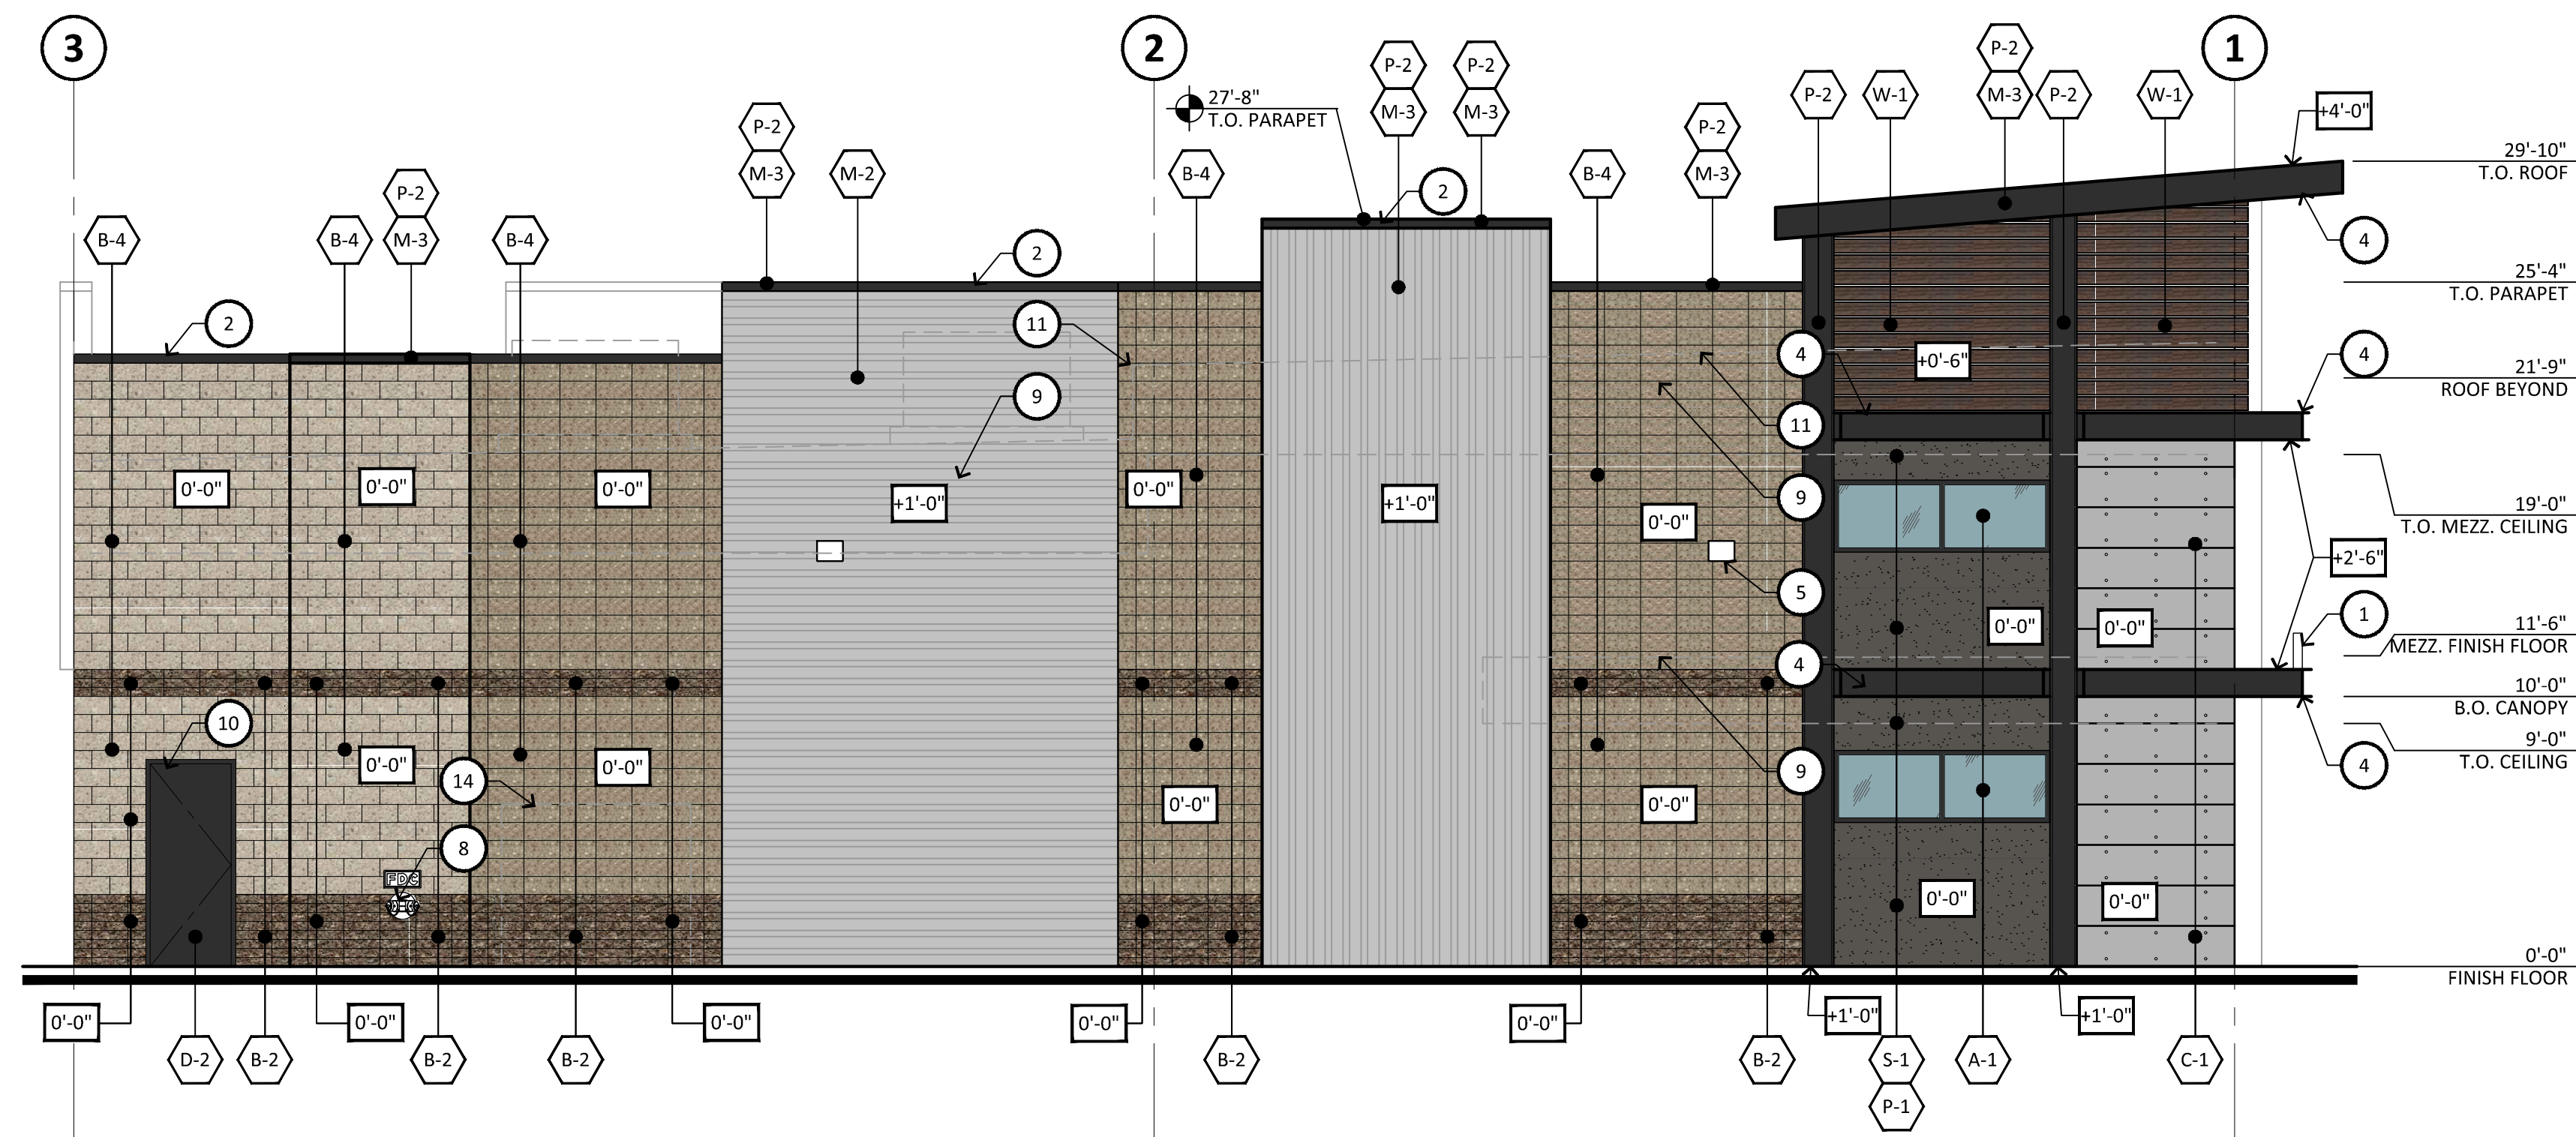 3
2
1
P-2
M-3
P-2
M-3
P-2
M-3
P-2
W-1
P-2
M-3
P-2
W-1
27'-8"
T.O. PARAPET
+4'-0"
P-2
M-3
M-2
B-4
B-4
P-2
M-3
29'-10"
T.O. ROOF
B-4
B-4
P-2
M-3
B-4
2
2
2
4
25'-4"
T.O. PARAPET
11
9
4
+0'-6"
4
21'-9"
ROOF BEYOND
11
9
0'-0"
0'-0"
0'-0"
+1'-0"
0'-0"
+1'-0"
0'-0"
5
19'-0"
T.O. MEZZ. CEILING
+2'-6"
0'-0"
0'-0"
1
11'-6"
MEZZ. FINISH FLOOR
4
10'-0"
B.O. CANOPY
10
0'-0"
14
0'-0"
0'-0"
0'-0"
9
4
9'-0"
T.O. CEILING
8
FDC
0'-0"
0'-0"
0'-0"
FINISH FLOOR
0'-0"
0'-0"
0'-0"
0'-0"
0'-0"
+1'-0"
+1'-0"
D-2
B-2
B-2
B-2
B-2
B-2
S-1
P-1
A-1
C-1